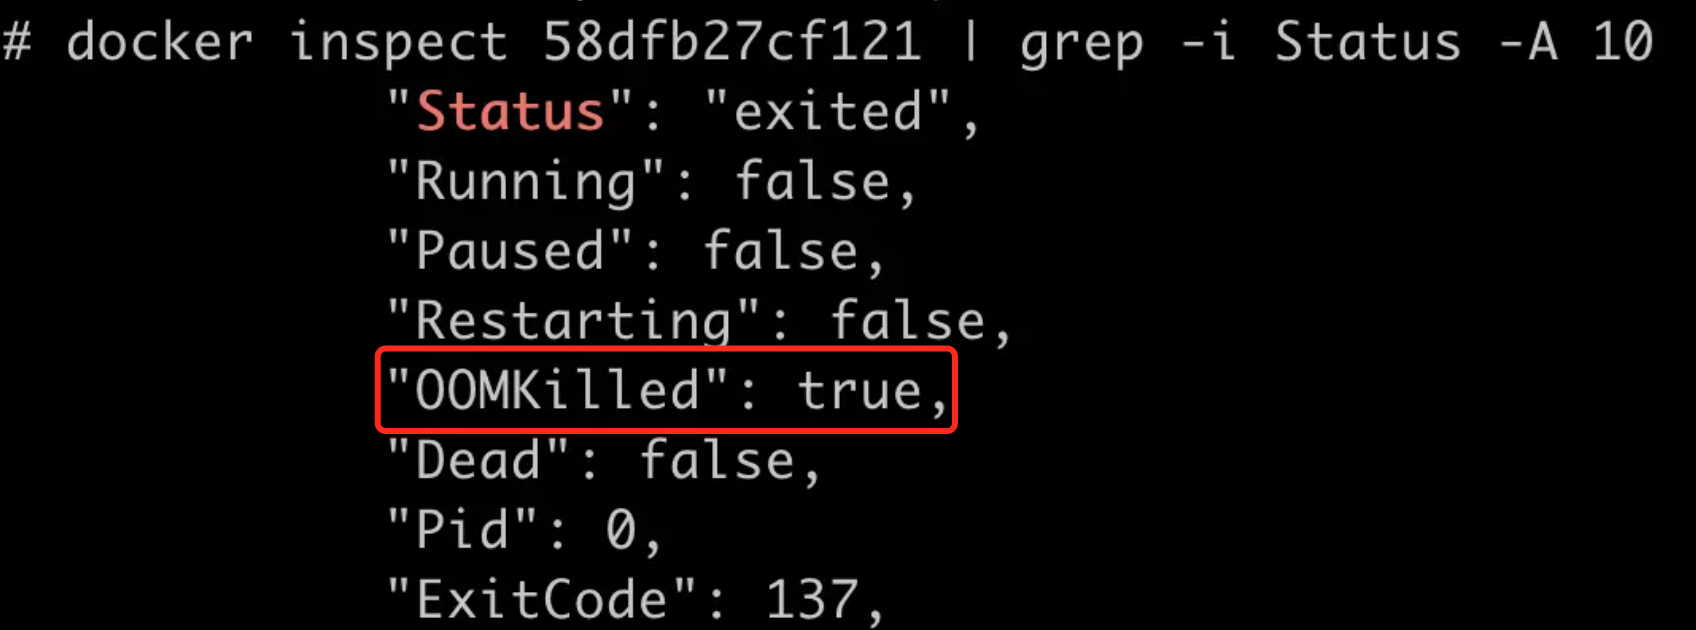 # docker inspect 58dfb27cf121 | grep -i Status -A 10
"Status": "exited",
"Running": false,
"Paused": false,
"Restarting": false,
"OOMKilled": true,
"Dead": false,
"Pid": 0,
"ExitCode": 137,